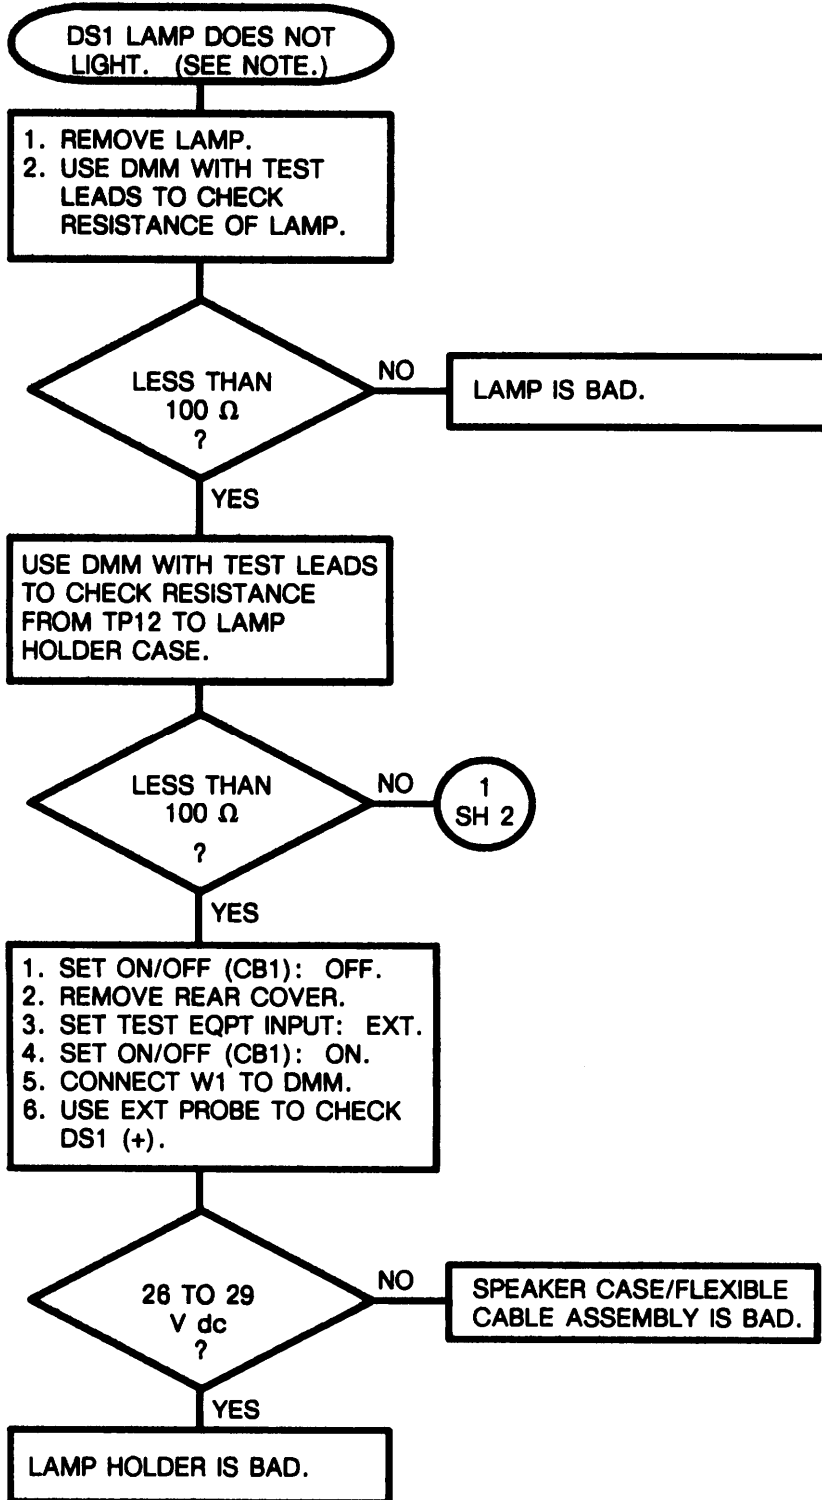 DS1 LAMP DOES NOT
LIGHT. (SEE NOTE.)
1. REMOVE LAMP.
2. USE DMM WITH TEST
LEADS TO CHECK
RESISTANCE OF LAMP.
LESS THAN
100 Ω
?
NO
LAMP IS BAD.
YES
USE DMM WITH TEST LEADS
TO CHECK RESISTANCE
FROM TP12 TO LAMP
HOLDER CASE.
LESS THAN
100 Ω
?
NO
1
SH 2
YES
1. SET ON/OFF (CB1): OFF.
2. REMOVE REAR COVER.
3. SET TEST EQPT INPUT: EXT.
4. SET ON/OFF (CB1): ON.
5. CONNECT W1 TO DMM.
6. USE EXT PROBE TO CHECK
DS1 (+).
26 TO 29
V dc
?
NO
SPEAKER CASE/FLEXIBLE
CABLE ASSEMBLY IS BAD.
YES
LAMP HOLDER IS BAD.